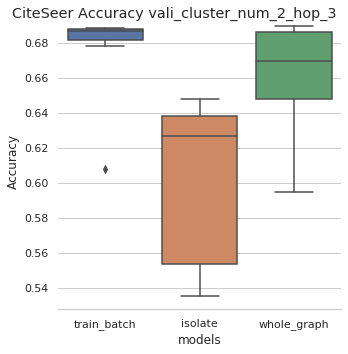 CiteSeer Accuracy vali_cluster_num_2_hop_3
0.68
0.66
0.64
0.62
0.60
0.58
0.56
0.54
Accuracy
train_batch isolate whole_graph
models